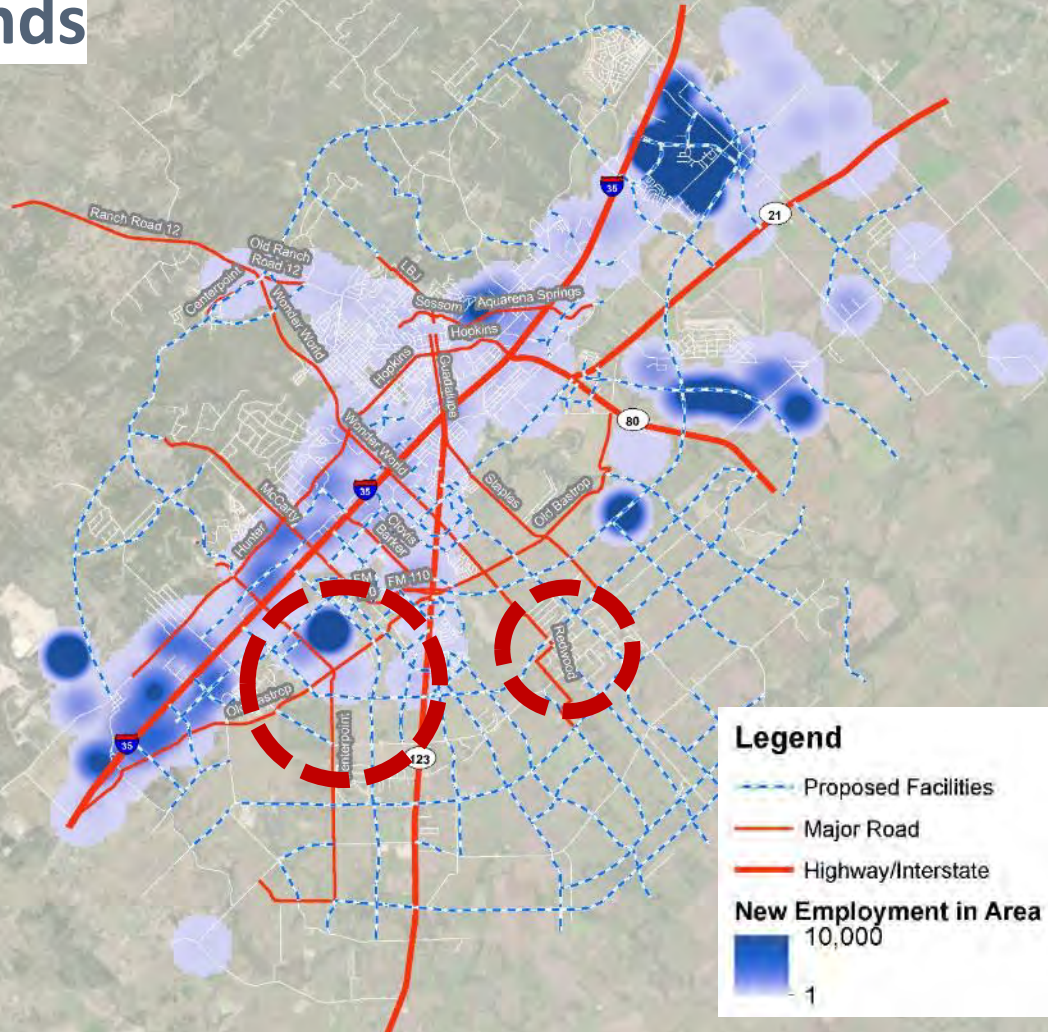 nds
35
21
Ranch Road 12
Old Ranch
Road 12
Centerpoint
LBJ
Sessom
Aquarena Springs
Wonder World
Hopkins
Hopkins
Guadalupe
80
Wonder World
35
McCarty
Staples
Old Bastrop
Hunter
Clovis
Barker
FM
FM 110
Redwood
Old Bastrop
enterpoint
35
123
Legend
Proposed Facilities
Major Road
Highway/Interstate
New Employment in Area
10,000
1